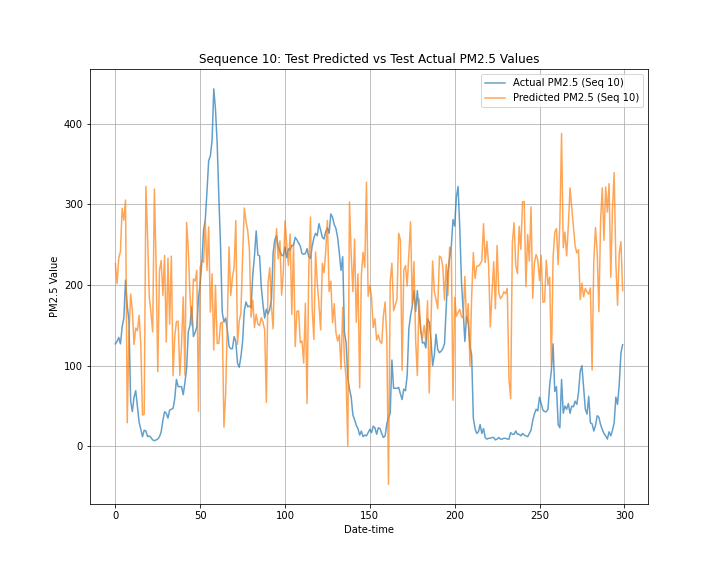 Sequence 10: Test Predicted vs Test Actual PM2.5 Values
Actual PM2.5 (Seq 10)
Predicted PM2.5 (Seq 10)
400
300
200
100
0
PM2.5 Value
0 50 100 150 200 250 300
Date-time